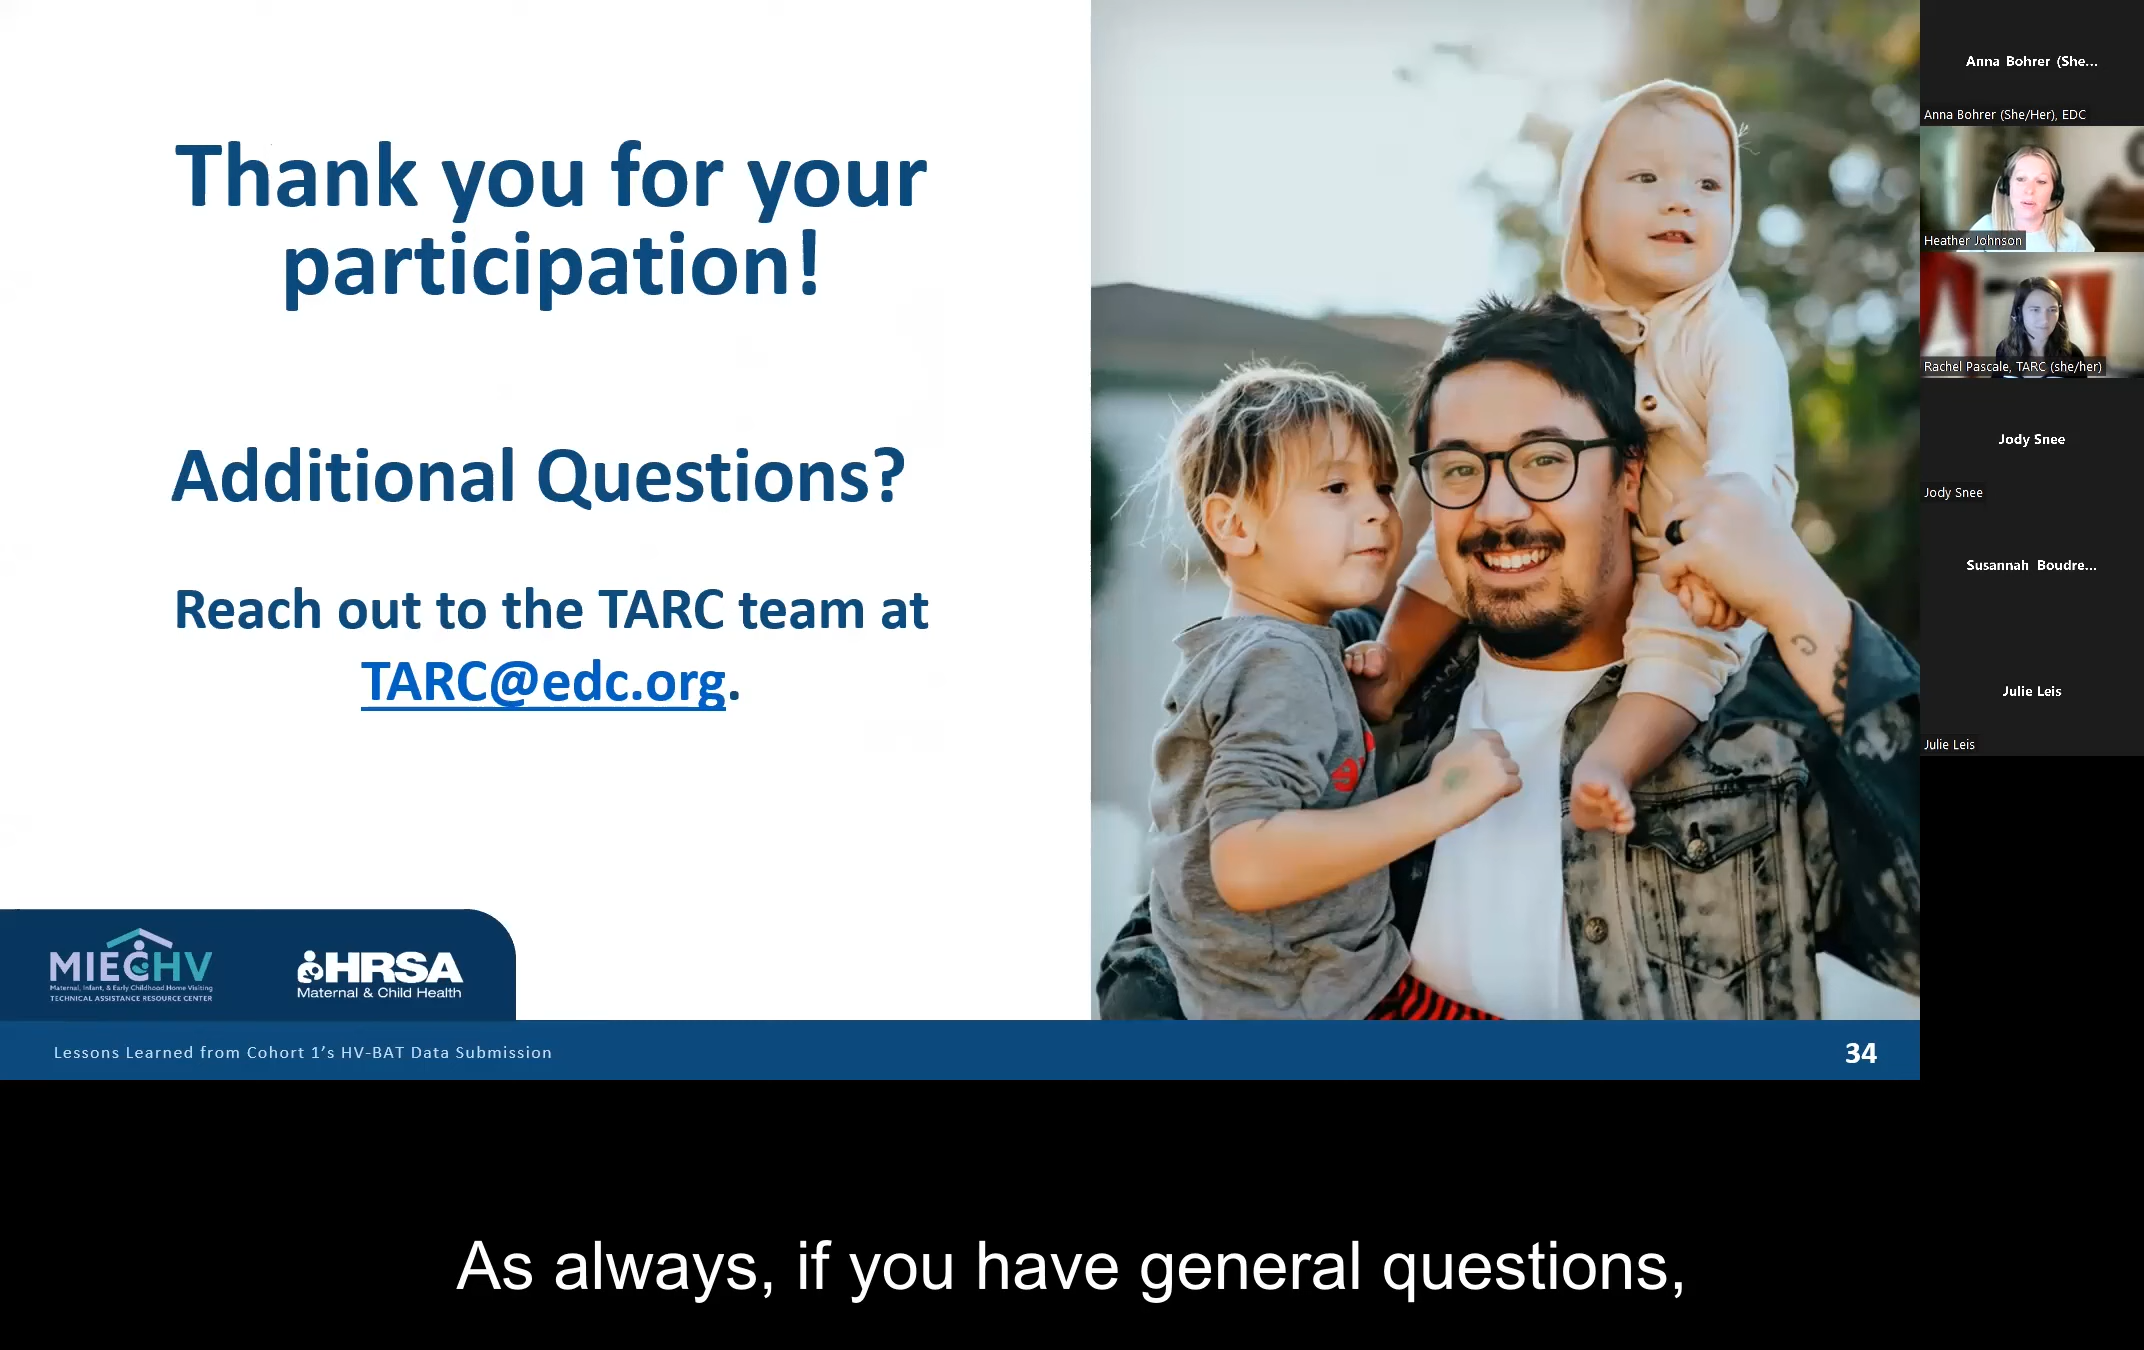 Thank you for your
participation!
Additional Questions?
Reach out to the TARC team at
TARC@edc.org.
MIECHV
Maternal, Infant, & Early Childhood Home Visiting
TECHNICAL ASSISTANCE RESOURCE CENTER
HRSA
Maternal & Child Health
Lessons Learned from Cohort 1's HV-BAT Data Submission
34
Anna Bohrer (She...
Anna Bohrer (She/Her), EDC
Heather Johnson
Rachel Pascale, TARC (she/her)
Jody Snee
Jody Snee
Susannah Boudre...
Julie Leis
Julie Leis
As always, if you have general questions,